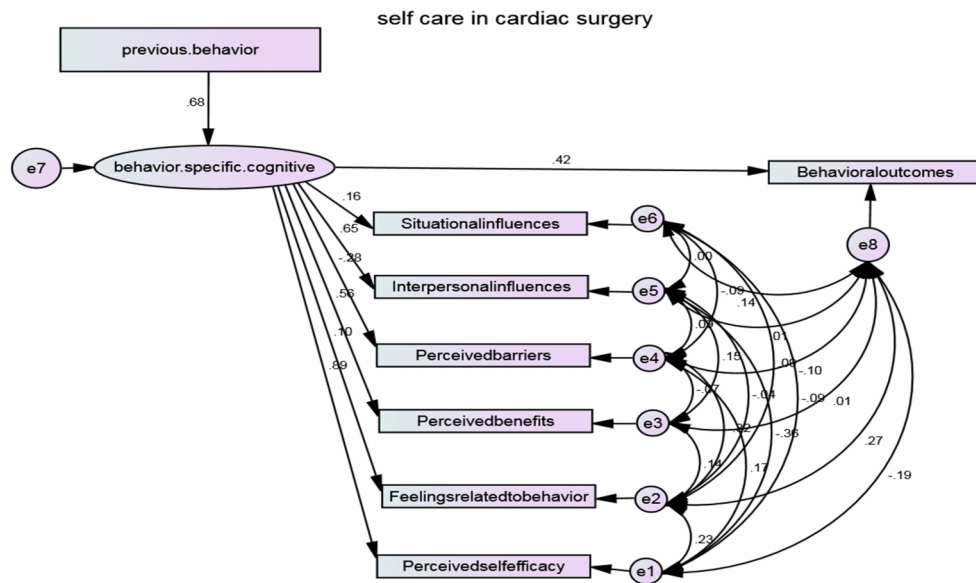 self care in cardiac surgery
previous.behavior
.68
e7
behavior.specific.cognitive
.42
Behavioraloutcomes
.16
Situationalinfluences
e6
e8
.65
.00
-.28
Interpersonalinfluences
e5
-.09
.14
.56
.09
.01
.10
Perceivedbarriers
e4
.15
.08
-.10
.89
-.07
-.04
-.09
.01
Perceivedbenefits
e3
-.36
.27
.14
.17
-.19
Feelingsrelatedtobehavior
e2
.23
Perceivedselfefficacy
e1